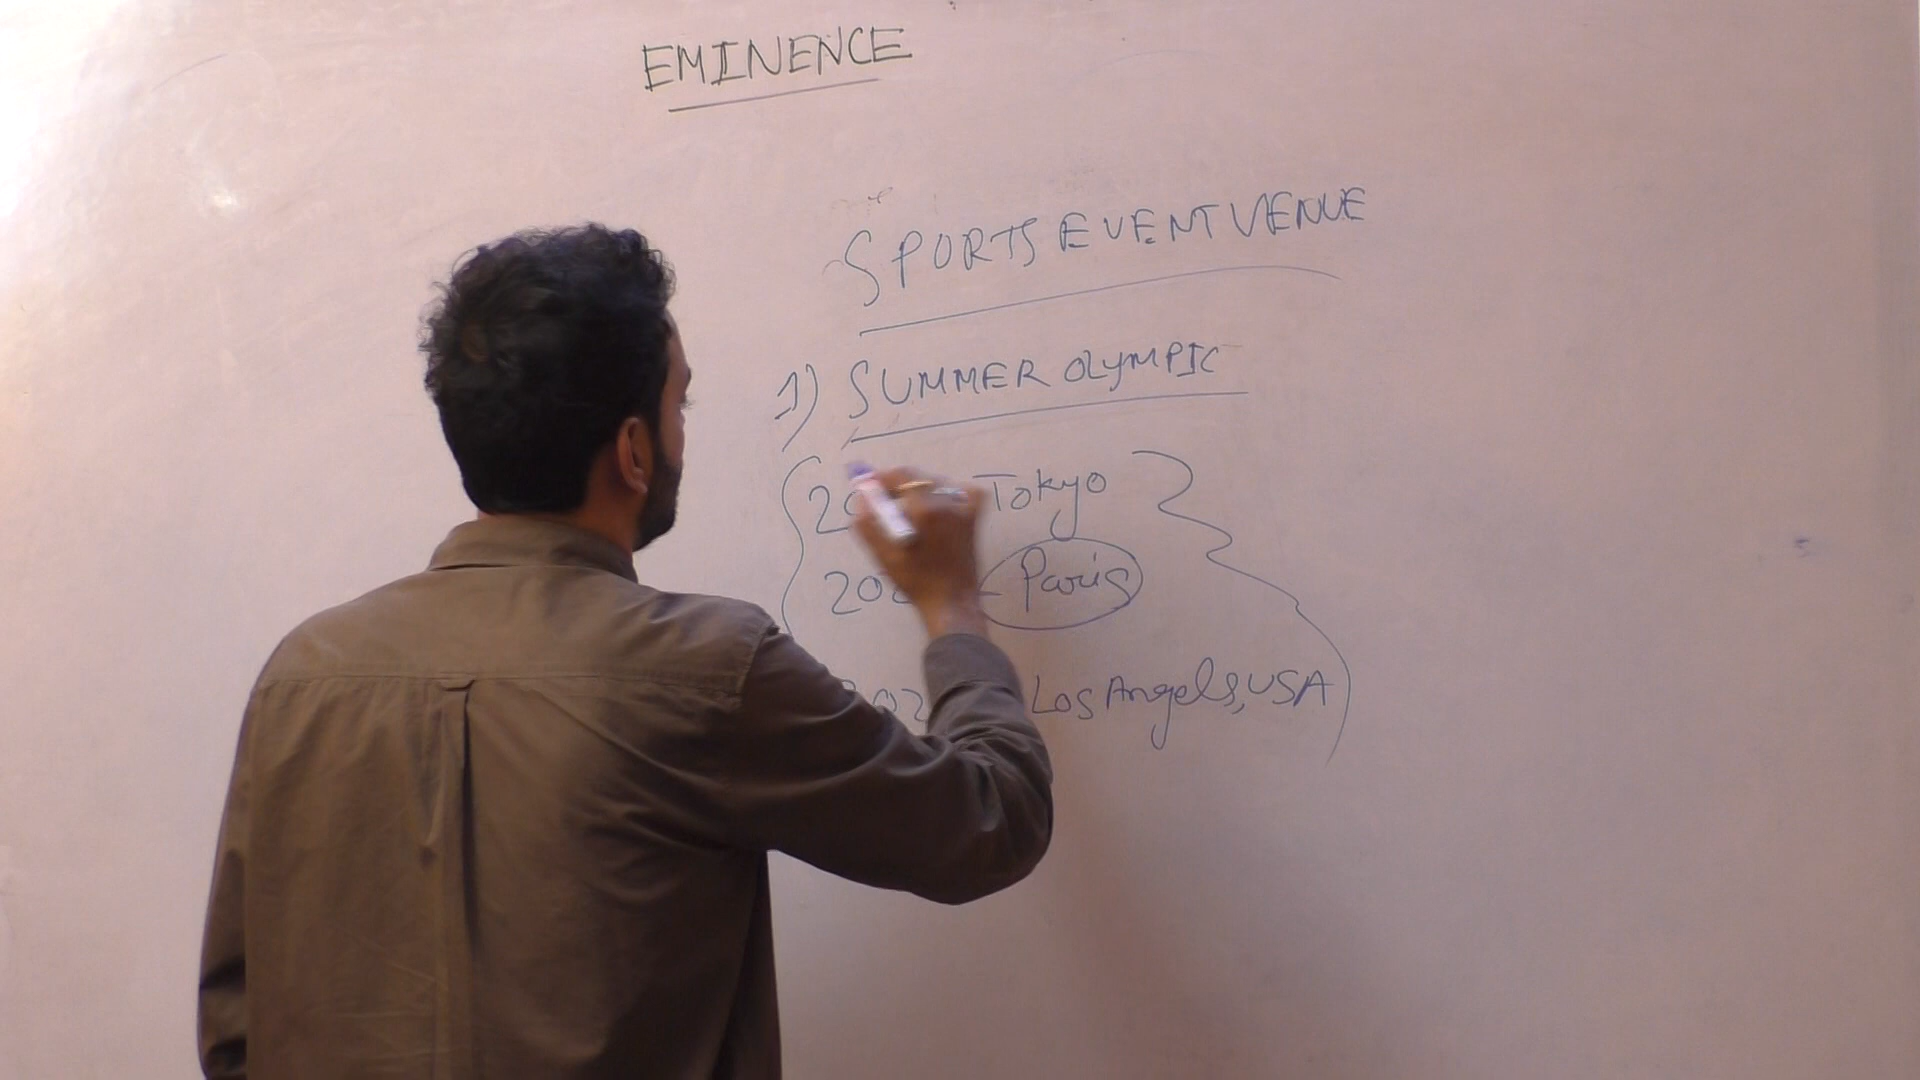 EMINENCE
SPORTS EVENT VENUE
1) SUMMER OLYMPIC
Tokyo
Paris
Los Angels, USA